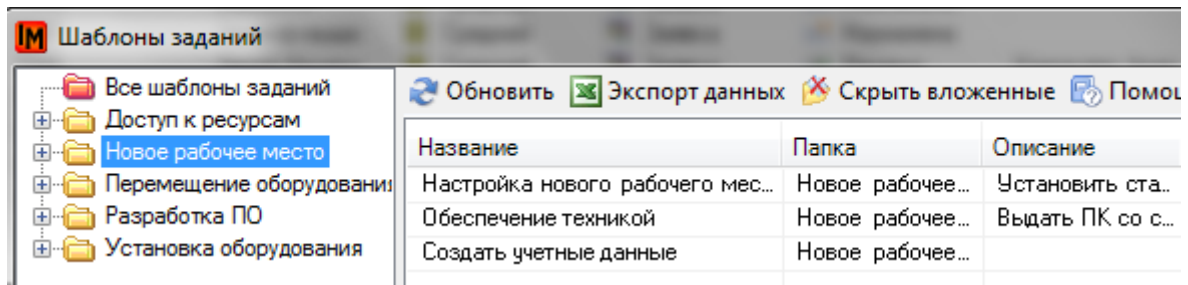 IM Шаблоны заданий
Все шаблоны заданий
Доступ к ресурсам
Новое рабочее место
Перемещение оборудовани
Разработка ПО
Установка оборудования
Обновить Экспорт данных Скрыть вложенные Помощ
Название Папка Описание
Настройка нового рабочего мес... Новое рабочее... Установить ста...
Обеспечение техникой Новое рабочее... Выдать ПК со с...
Создать учетные данные Новое рабочее...